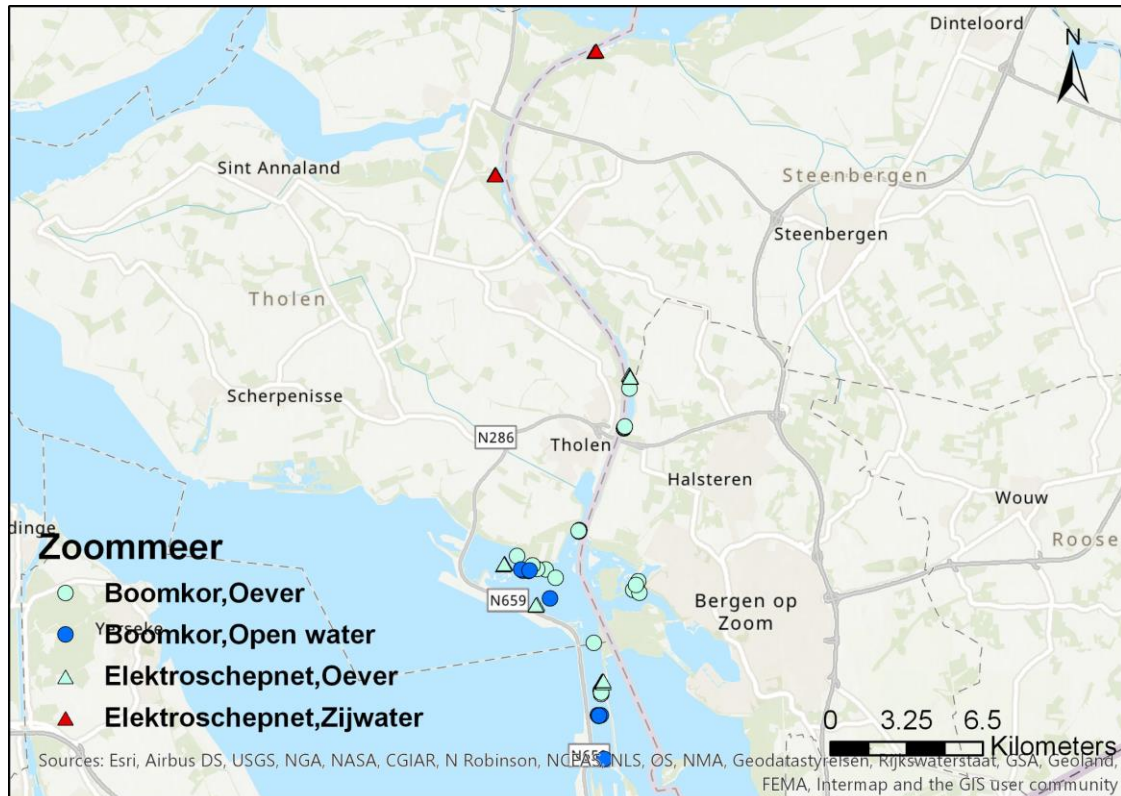 Dinteloord
N
Sint Annaland
Steenbergen
Steenbergen
Tholen
Scherpenisse
N286
Tholen
Halsteren
Wouw
dinge
Roose
Zoommeer
Boomkor,Oever
N659
Bergen op
Zoom
Boomkor,Open water
Elektroschepnet,Oever
Elektroschepnet,Zijwater
0 3.25 6.5
Kilometers
Sources: Esri, Airbus DS, USGS, NGA, NASA, CGIAR, N Robinson, NCEAS, NLS, OS, NMA, Geodatastyrelsen, Rijkswaterstaat, GSA, Geoland,
FEMA, Intermap and the GIS user community